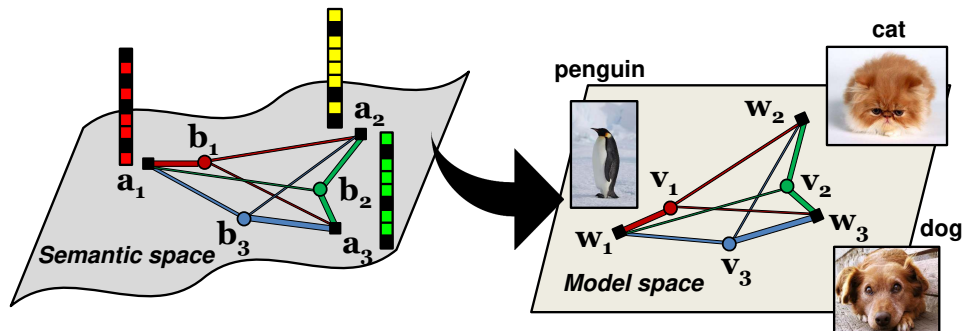 cat
penguin
a2
w2
b1
a1
b2
v1
v2
b3
a3
w1
w3
dog
v3
Semantic space
Model space